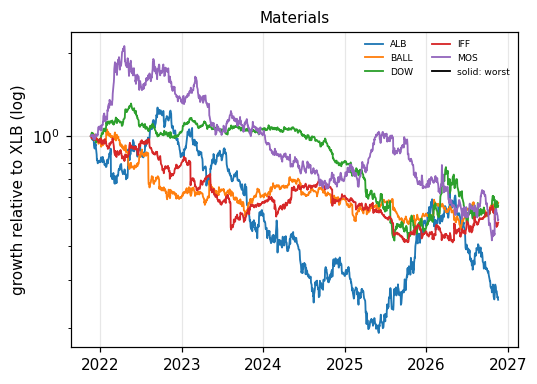 Materials
ALB
BALL
DOW
IFF
MOS
solid: worst
growth relative to XLB (log)
10⁰
2022 2023 2024 2025 2026 2027